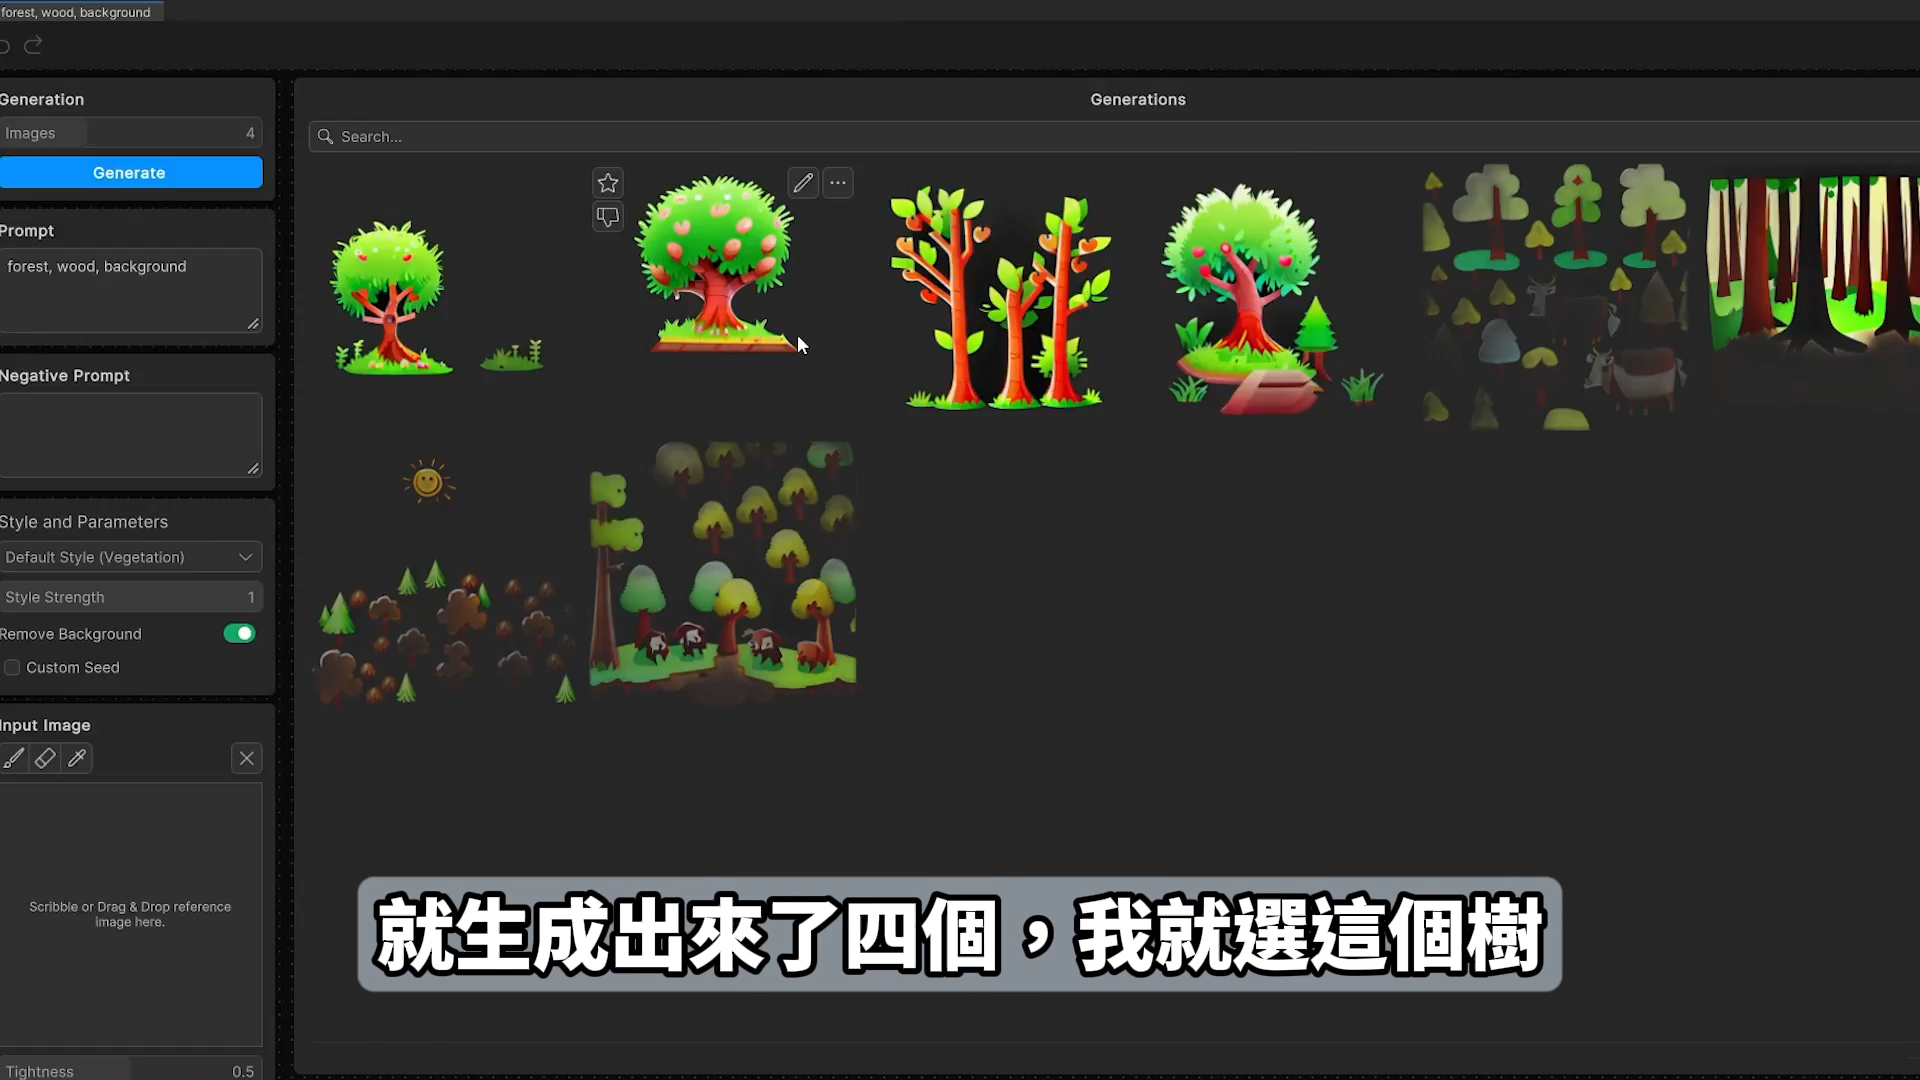 forest, wood, background
Generation
Images 4
Generate
Prompt
forest, wood, background
Negative Prompt
Style and Parameters
Default Style (Vegetation)
Style Strength 1
Remove Background
Custom Seed
Input Image
Scribble or Drag & Drop reference
image here.
Tightness 0.5
Generations
Search...
就生成出來了四個，我就選這個樹